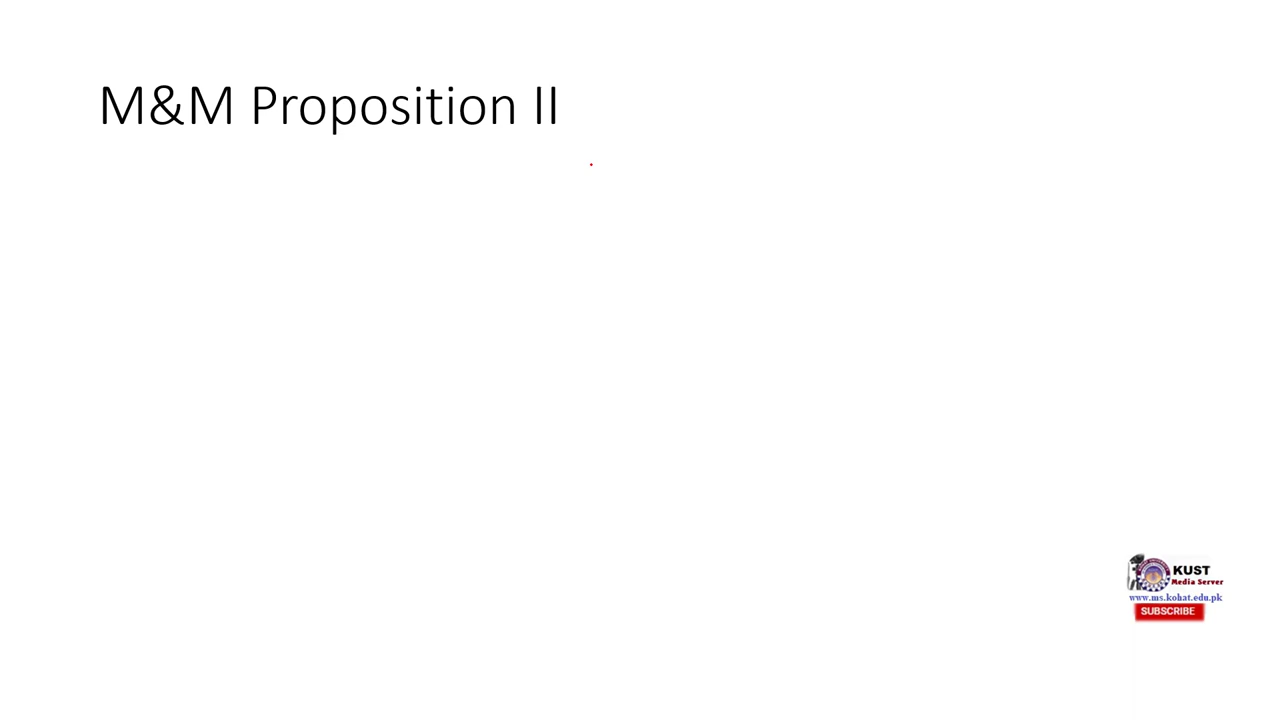 M&M Proposition II
KUST
Media Server
www.ms.kohat.edu.pk
SUBSCRIBE